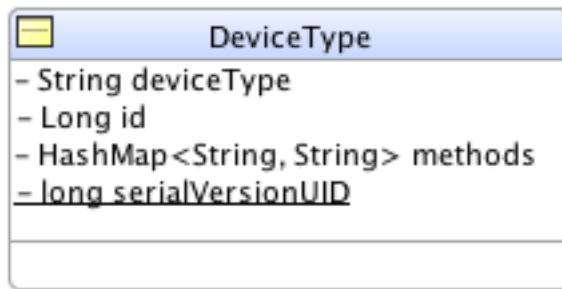 DeviceType
– String deviceType
– Long id
– HashMap<String, String> methods
– long serialVersionUID